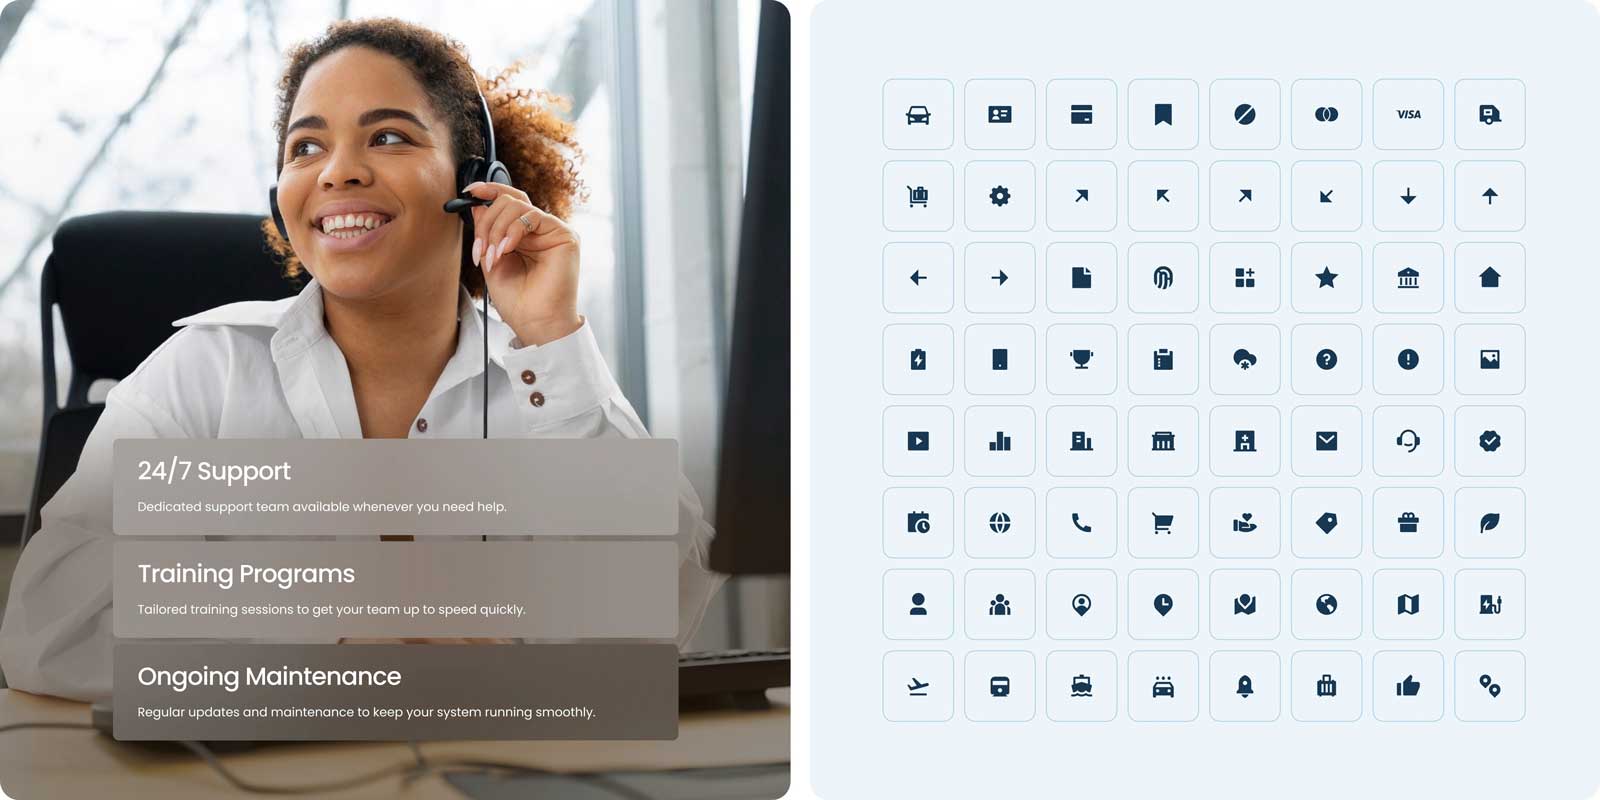 24/7 Support
Dedicated support team available whenever you need help.
Training Programs
Tailored training sessions to get your team up to speed quickly.
Ongoing Maintenance
Regular updates and maintenance to keep your system running smoothly.
VISA